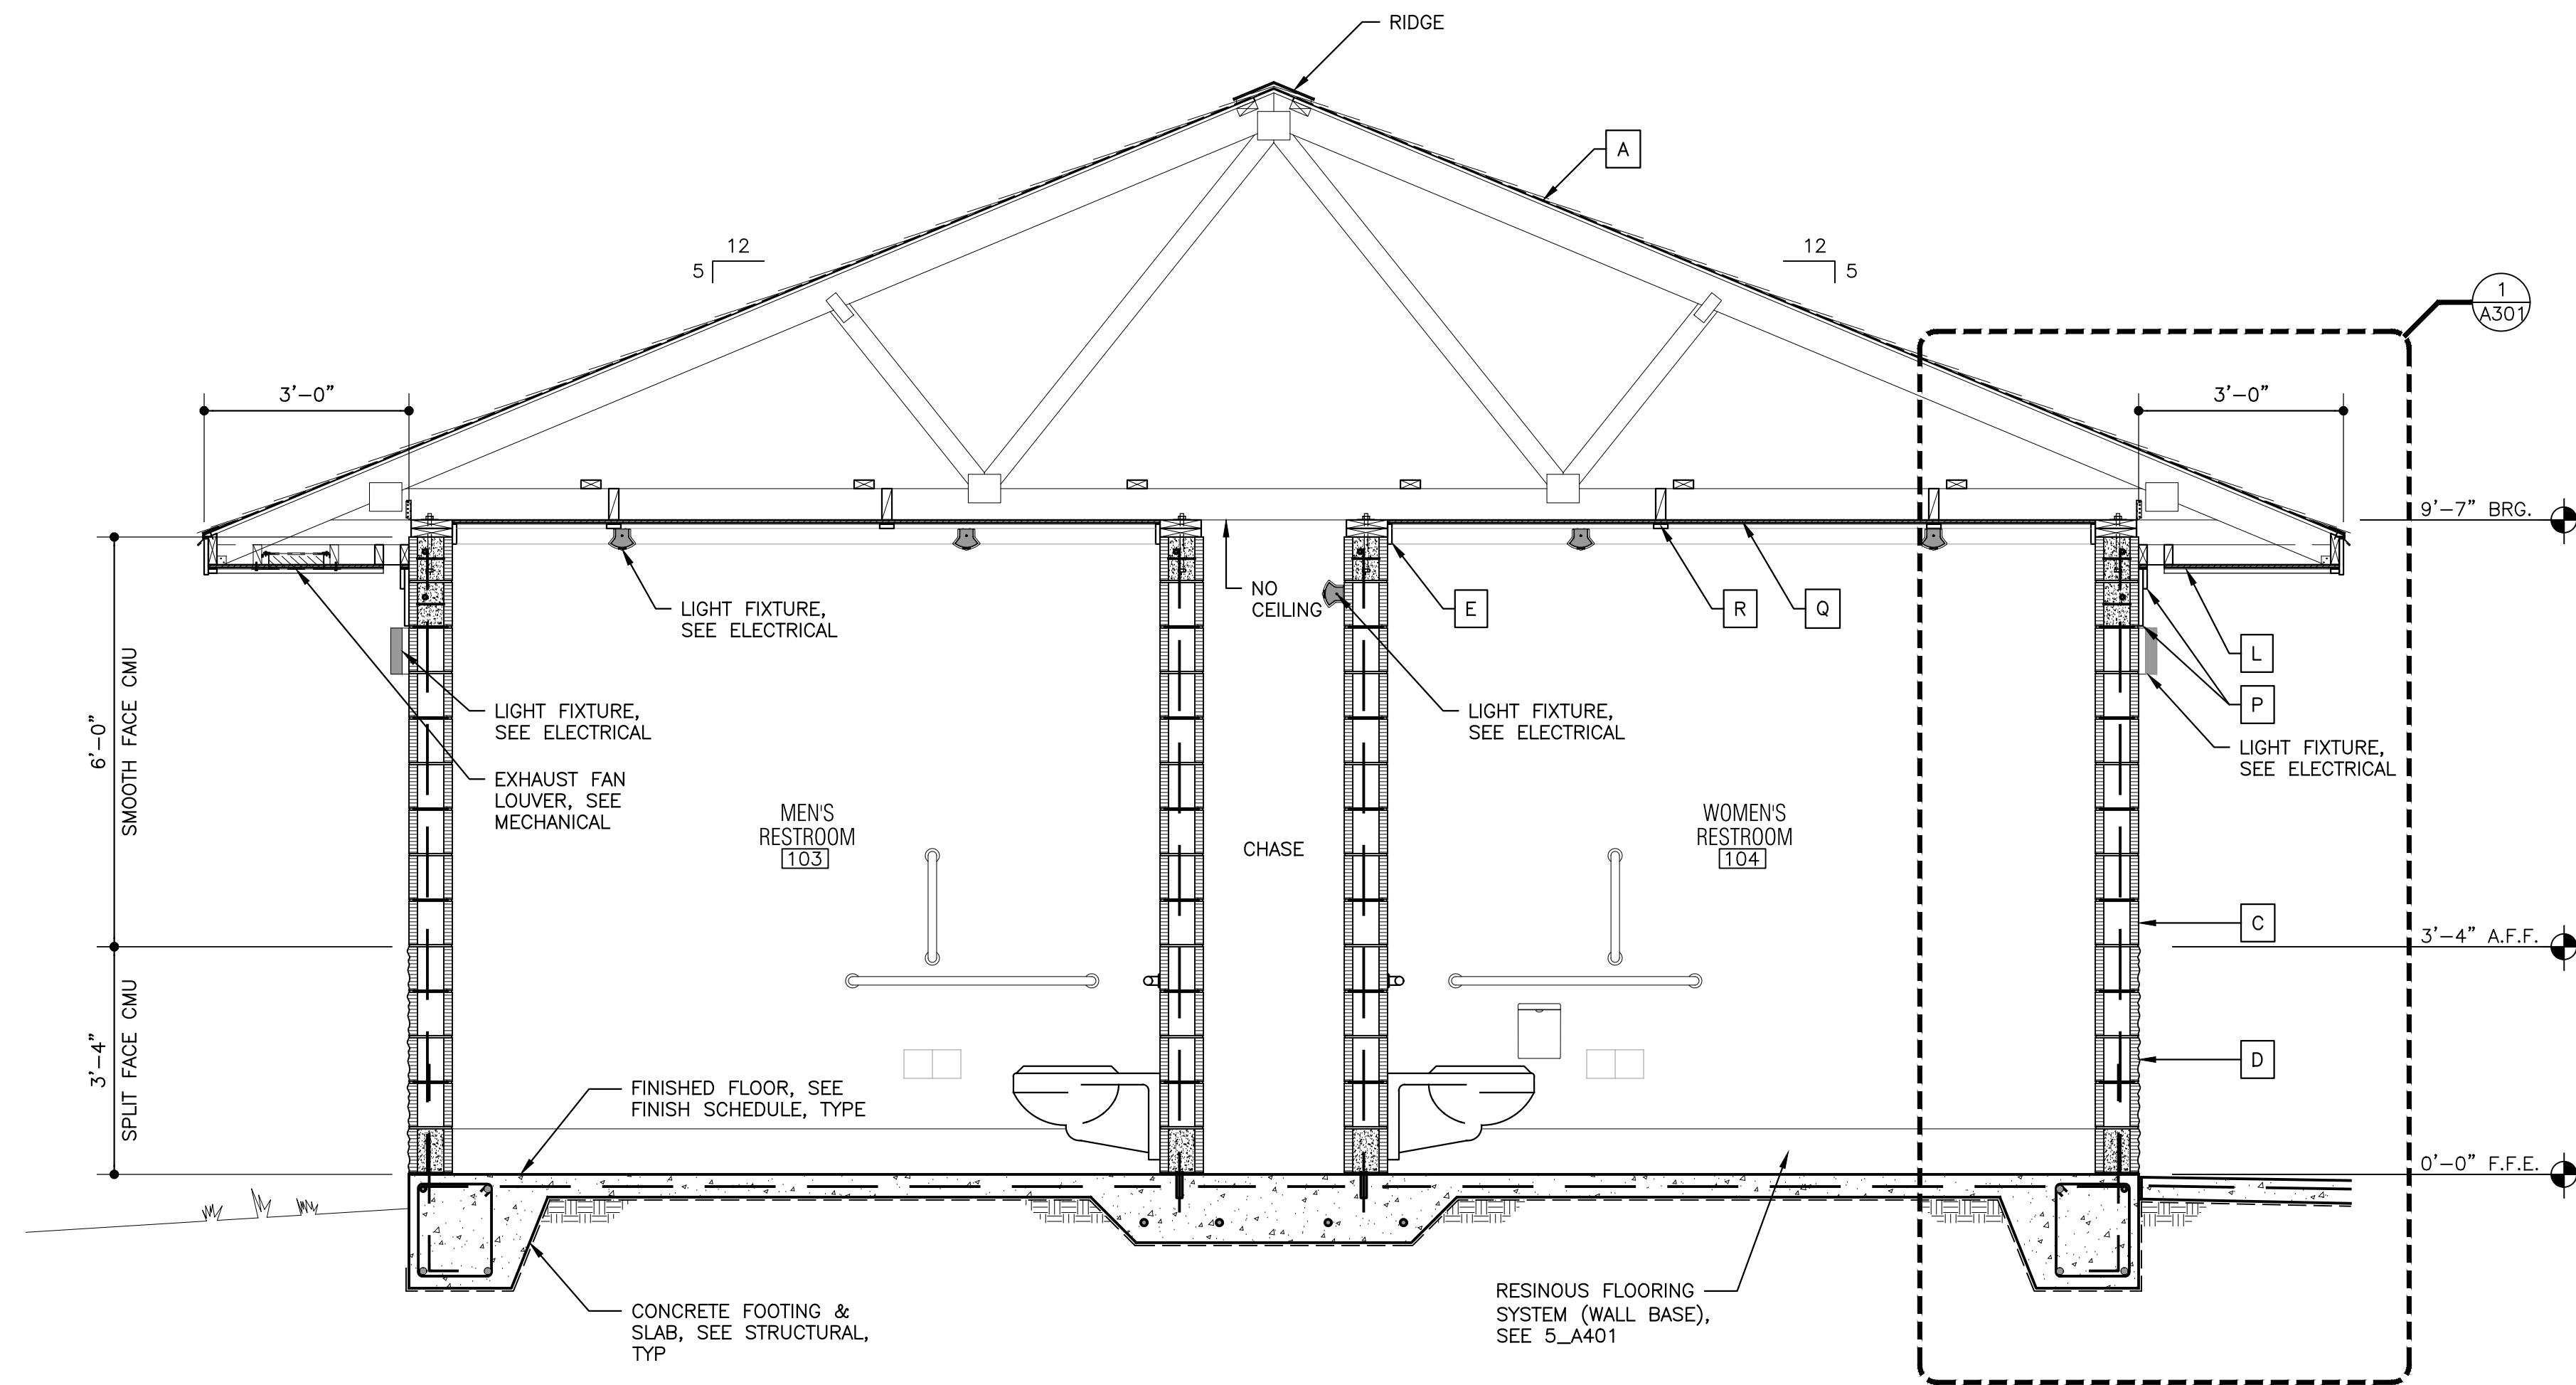 RIDGE
A
12
5
12
5
1
A301
3'-0"
3'-0"
9'-7" BRG.
NO
CEILING
E
R
Q
LIGHT FIXTURE,
SEE ELECTRICAL
L
P
SMOOTH FACE CMU
6'-0"
LIGHT FIXTURE,
SEE ELECTRICAL
LIGHT FIXTURE,
SEE ELECTRICAL
LIGHT FIXTURE,
SEE ELECTRICAL
EXHAUST FAN
LOUVER, SEE
MECHANICAL
MEN'S
RESTROOM
103
CHASE
WOMEN'S
RESTROOM
104
C
3'-4" A.F.F.
SPLIT FACE CMU
3'-4"
D
FINISHED FLOOR, SEE
FINISH SCHEDULE, TYPE
0'-0" F.F.E.
CONCRETE FOOTING &
SLAB, SEE STRUCTURAL,
TYP
RESINOUS FLOORING
SYSTEM (WALL BASE),
SEE 5_A401